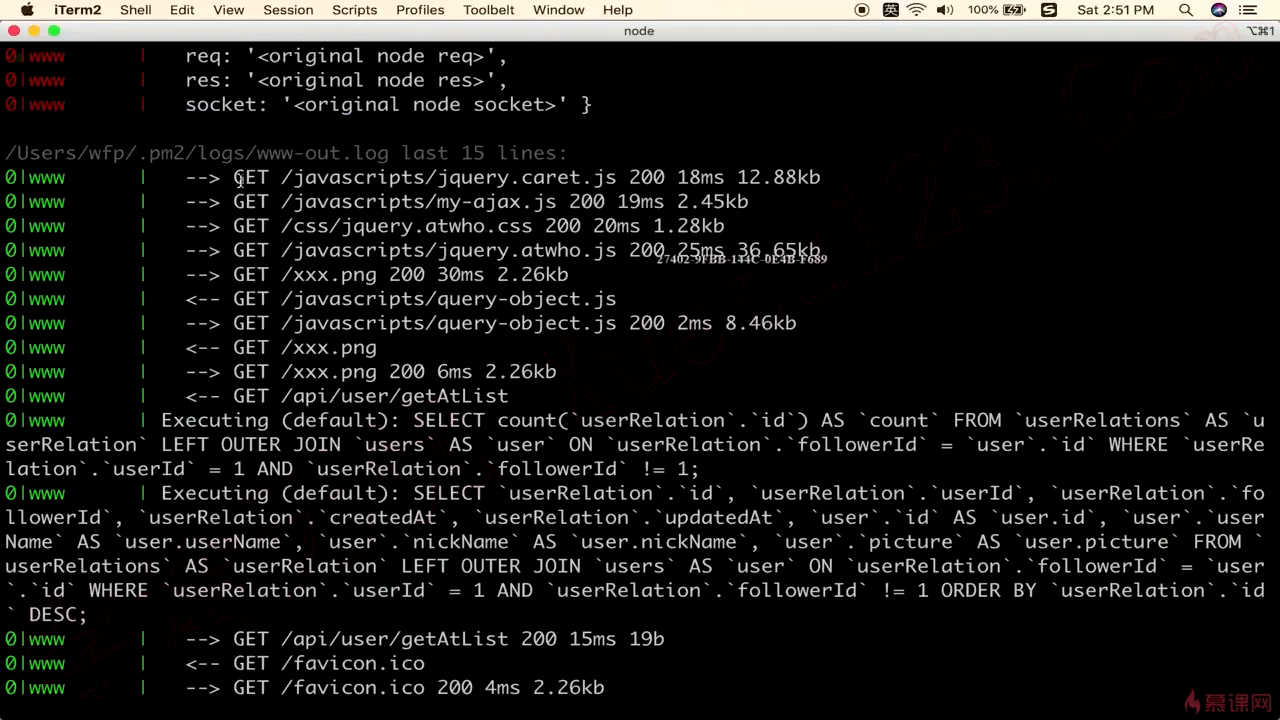 iTerm2 Shell Edit View Session Scripts Profiles Toolbelt Window Help 英 100% S Sat 2:51 PM
node ⌥⌘1
0|www | req: '<original node req>',
0|www | res: '<original node res>',
0|www | socket: '<original node socket>' }
/Users/wfp/.pm2/logs/www-out.log last 15 lines:
0|www | --> GET /javascripts/jquery.caret.js 200 18ms 12.88kb
0|www | --> GET /javascripts/my-ajax.js 200 19ms 2.45kb
0|www | --> GET /css/jquery.atwho.css 200 20ms 1.28kb
0|www | --> GET /javascripts/jquery.atwho.js 200 25ms 36.65kb
27402-9FBB-144C-0E4B-F689
0|www | --> GET /xxx.png 200 30ms 2.26kb
0|www | <-- GET /javascripts/query-object.js
0|www | --> GET /javascripts/query-object.js 200 2ms 8.46kb
0|www | <-- GET /xxx.png
0|www | --> GET /xxx.png 200 6ms 2.26kb
0|www | <-- GET /api/user/getAtList
0|www | Executing (default): SELECT count(`userRelation`.`id`) AS `count` FROM `userRelations` AS `u
serRelation` LEFT OUTER JOIN `users` AS `user` ON `userRelation`.`followerId` = `user`.`id` WHERE `userRe
lation`.`userId` = 1 AND `userRelation`.`followerId` != 1;
0|www | Executing (default): SELECT `userRelation`.`id`, `userRelation`.`userId`, `userRelation`.`fo
llowerId`, `userRelation`.`createdAt`, `userRelation`.`updatedAt`, `user`.`id` AS `user.id`, `user`.`user
Name` AS `user.userName`, `user`.`nickName` AS `user.nickName`, `user`.`picture` AS `user.picture` FROM `
userRelations` AS `userRelation` LEFT OUTER JOIN `users` AS `user` ON `userRelation`.`followerId` = `user
`.`id` WHERE `userRelation`.`userId` = 1 AND `userRelation`.`followerId` != 1 ORDER BY `userRelation`.`id
` DESC;
0|www | --> GET /api/user/getAtList 200 15ms 19b
0|www | <-- GET /favicon.ico
0|www | --> GET /favicon.ico 200 4ms 2.26kb
慕课网